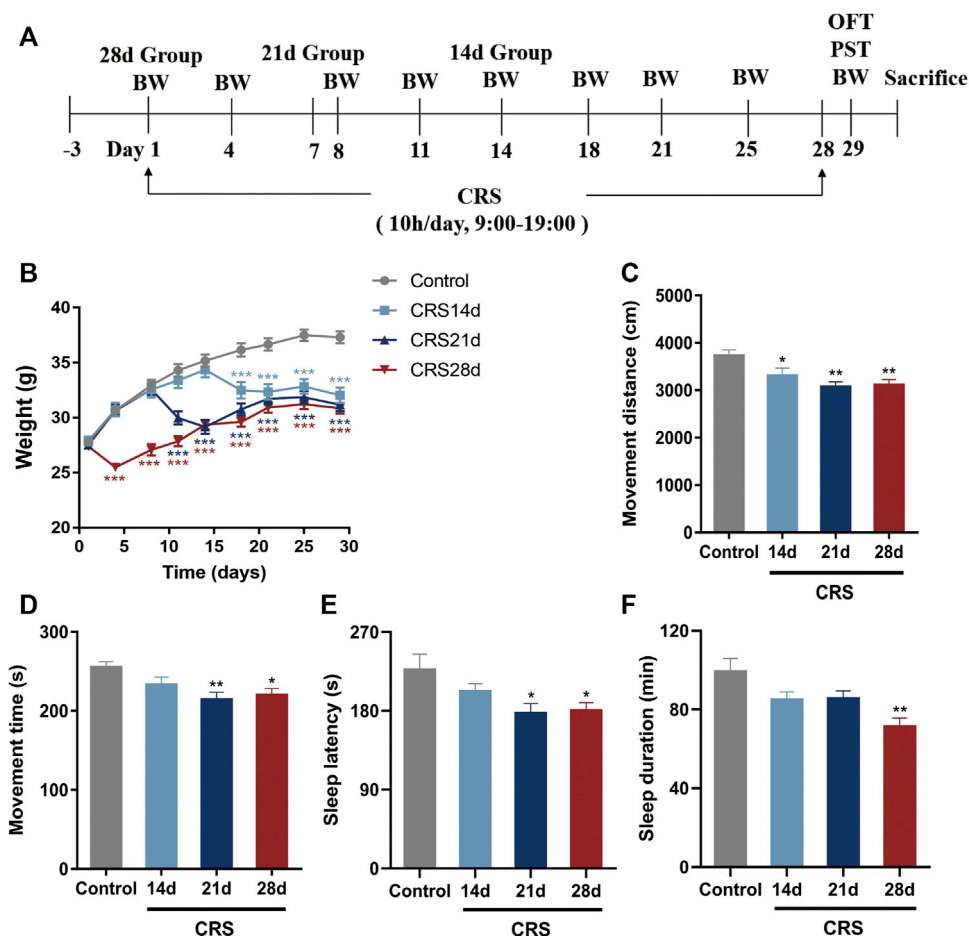 A
28d Group
21d Group
14d Group
OFT
PST
BW BW BW BW BW BW BW BW BW Sacrifice
-3 Day 1 4 7 8 11 14 18 21 25 28 29
CRS
( 10h/day, 9:00-19:00 )
B
Control
CRS14d
CRS21d
CRS28d
Weight (g)
40
35
30
25
20
*** *** *** ***
*** *** *** *** *** ***
*** *** *** *** *** *** *** ***
0 5 10 15 20 25 30
Time (days)
C
Movement distance (cm)
5000
4000
3000
2000
1000
0
* ** **
Control 14d 21d 28d
CRS
D
Movement time (s)
300
200
100
0
** *
Control 14d 21d 28d
CRS
E
Sleep latency (s)
270
180
90
0
* *
Control 14d 21d 28d
CRS
F
Sleep duration (min)
120
80
40
0
**
Control 14d 21d 28d
CRS